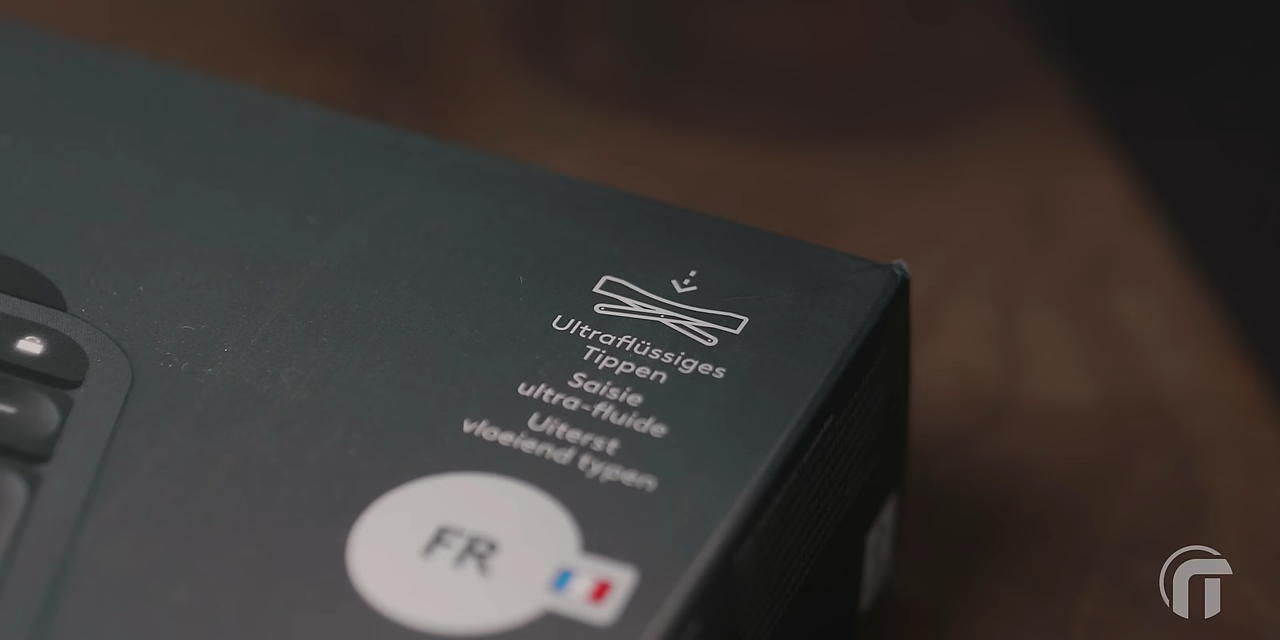 Ultraflüssiges
Tippen
Saisie
ultra-fluide
Uiterst
vloeiend typen
FR